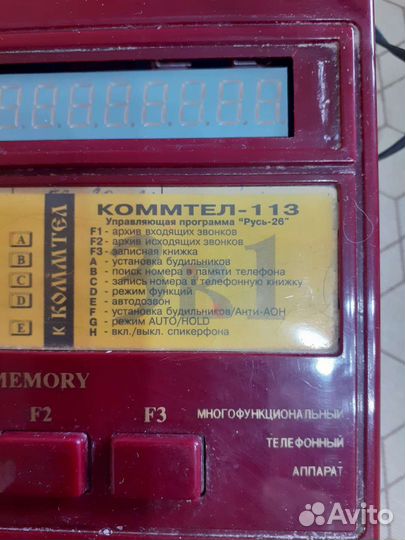 КОММТЕЛ-113
Управляющая программа "Русь-26"
F1 - архив входящих звонков
F2 - архив исходящих звонков
F3 - записная книжка
A - установка будильников
B - поиск номера в памяти телефона
C - запись номера в телефонную книжку
D - режим функций
E - автодозвон
F - установка будильников/Анти-АОН
G - режим AUTO/HOLD
H - вкл./выкл. спикерфона
A
B
C
D
E
К КОММТЕЛ
MEMORY
F2
F3
МНОГОФУНКЦИОНАЛЬНЫЙ
ТЕЛЕФОННЫЙ
АППАРАТ
Avito